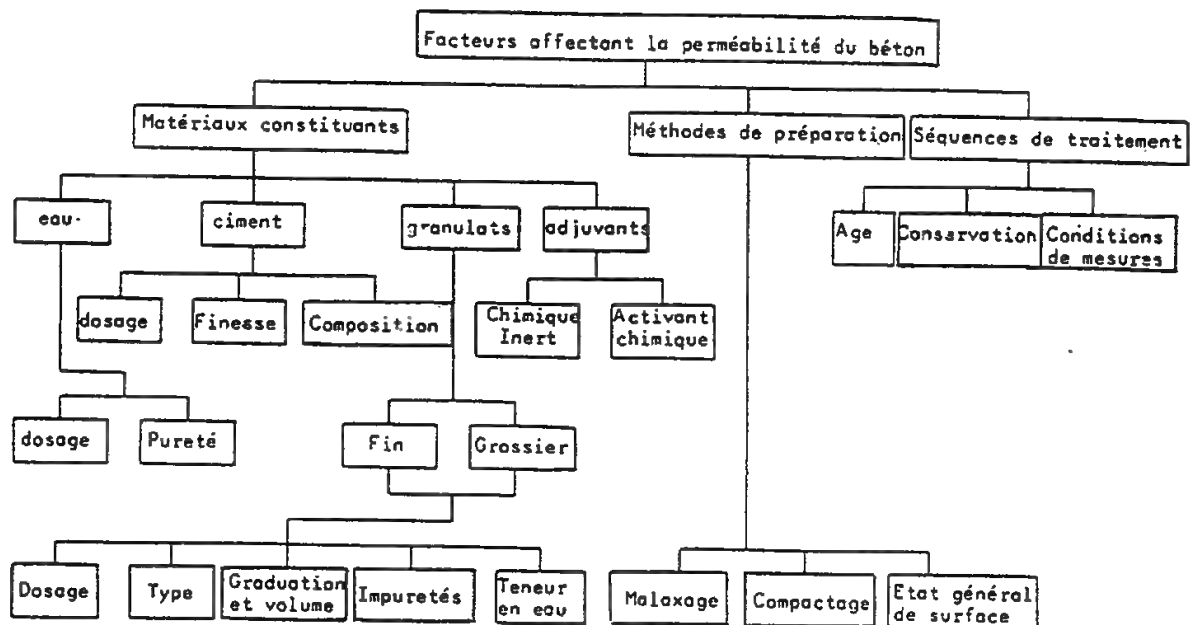 Facteurs affectant la perméabilité du béton
Matériaux constituants
Méthodes de préparation
Séquences de traitement
eau
ciment
granulats
adjuvants
Age
Consarvation
Conditions
de mesures
dosage
Finesse
Composition
Chimique
Inert
Activant
chimique
dosage
Pureté
Fin
Grossier
Dosage
Type
Graduation
et volume
Impuretés
Teneur
en eau
Malaxage
Compactage
Etat général
de surface